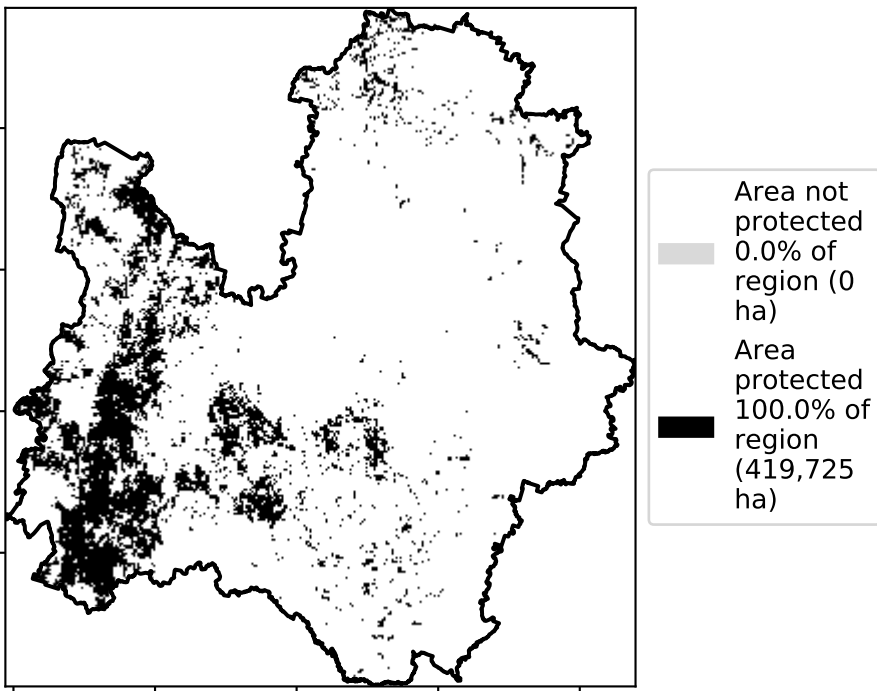 Area not
protected
0.0% of
region (0
ha)
Area
protected
100.0% of
region
(419,725
ha)